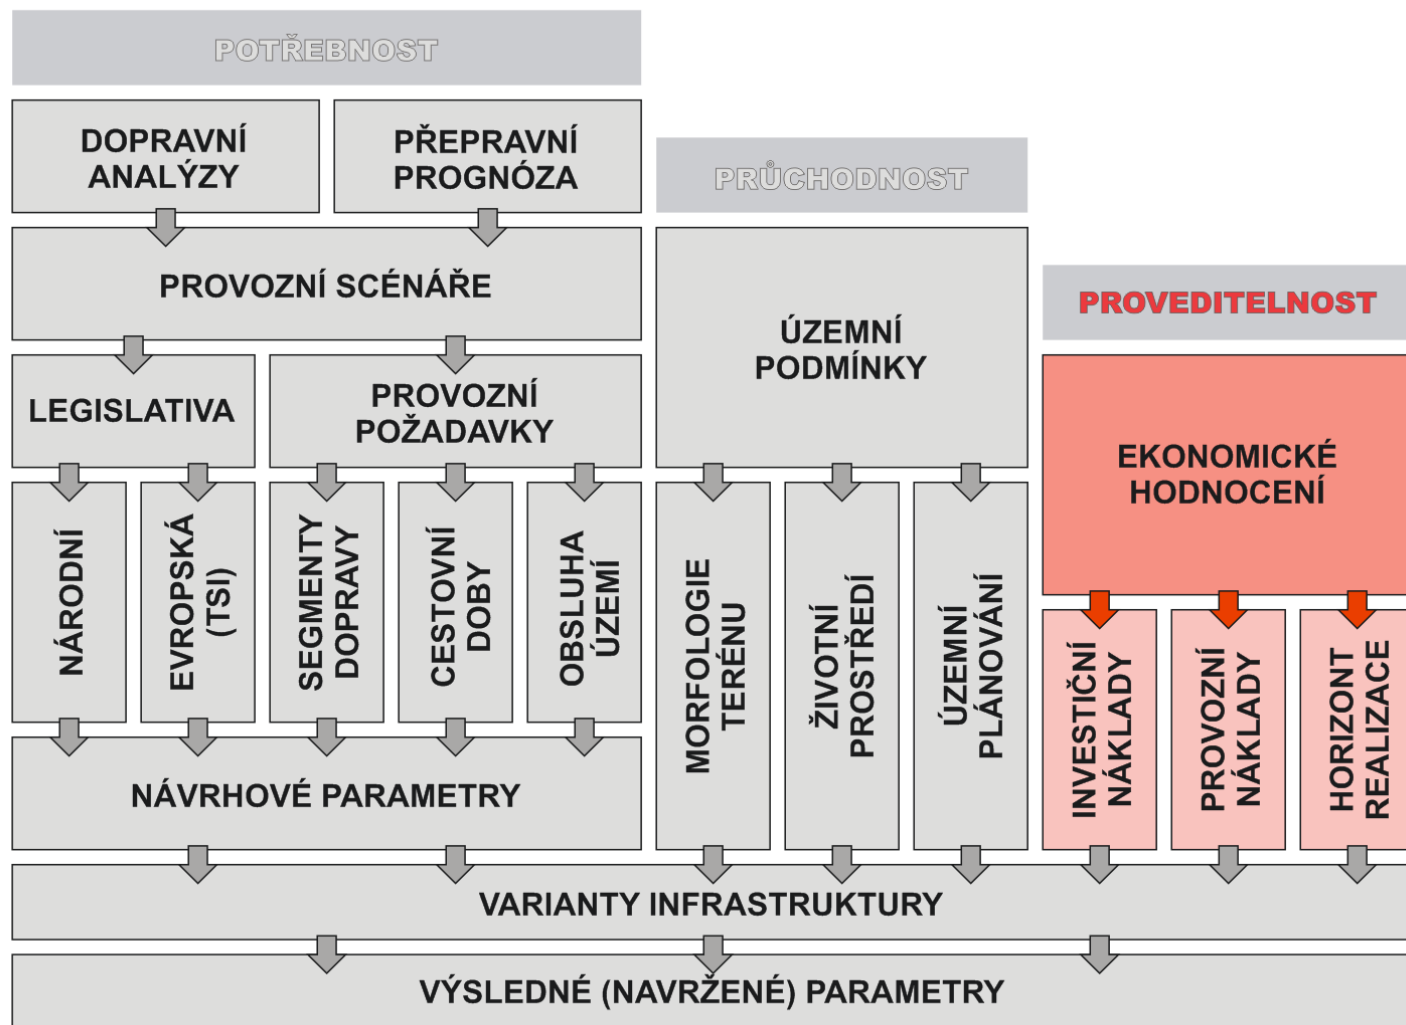 POTŘEBNOST
DOPRAVNÍ
ANALÝZY
PŘEPRAVNÍ
PROGNÓZA
PROVOZNÍ SCÉNÁŘE
LEGISLATIVA
PROVOZNÍ
POŽADAVKY
NÁRODNÍ
EVROPSKÁ
(TSI)
SEGMENTY
DOPRAVY
CESTOVNÍ
DOBY
OBSLUHA
ÚZEMÍ
NÁVRHOVÉ PARAMETRY
PRŮCHODNOST
ÚZEMNÍ
PODMÍNKY
MORFOLOGIE
TERÉNU
ŽIVOTNÍ
PROSTŘEDÍ
ÚZEMNÍ
PLÁNOVÁNÍ
PROVEDITELNOST
EKONOMICKÉ
HODNOCENÍ
INVESTIČNÍ
NÁKLADY
PROVOZNÍ
NÁKLADY
HORIZONT
REALIZACE
VARIANTY INFRASTRUKTURY
VÝSLEDNÉ (NAVRŽENÉ) PARAMETRY